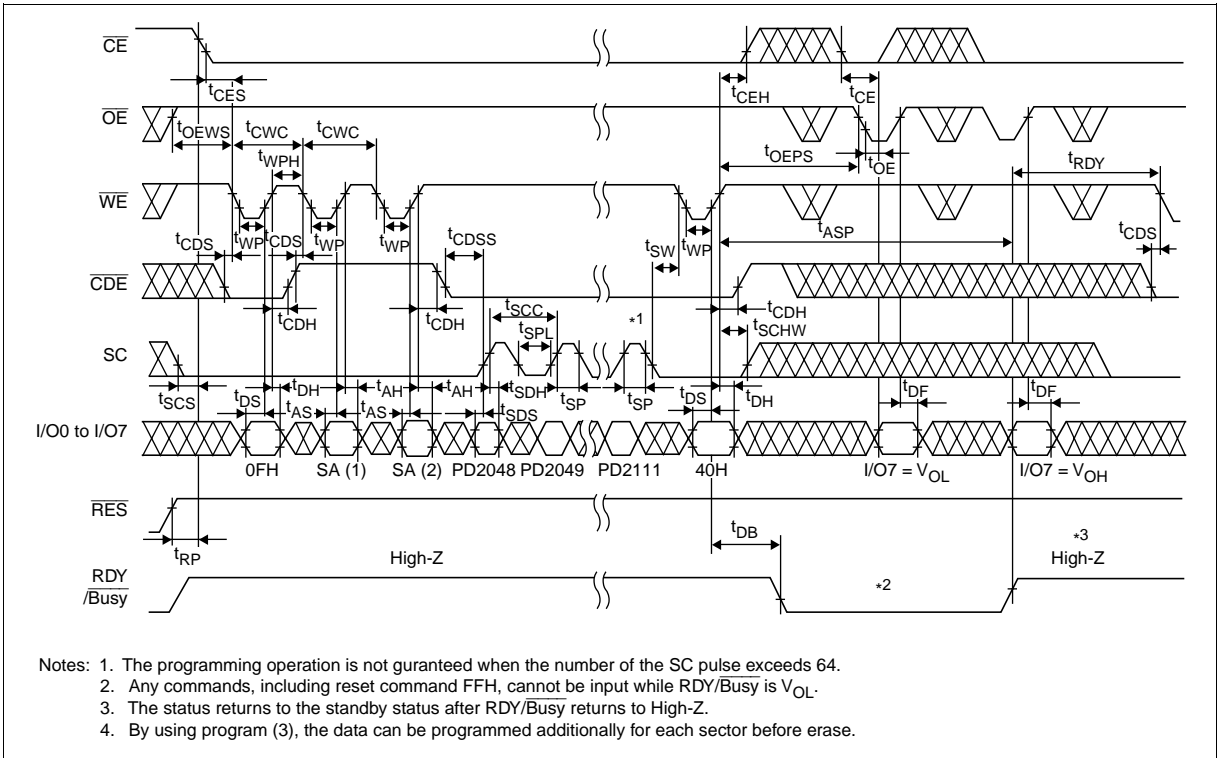 CE
tCES
tCEH
tCE
OE
tOEWS
tCWC
tCWC
tWPH
tOEPS
tOE
tRDY
WE
tCDS
tWP
tCDS
tWP
tWP
tCDSS
tSW
tWP
tASP
tCDS
CDE
tCDH
tCDH
tSCC
tSPL
*1
tCDH
tSCHW
SC
tSCS
tDS
tDH
tAS
tAH
tAS
tAH
tSDH
tSDS
tSP
tSP
tDS
tDH
tDF
tDF
I/O0 to I/O7
0FH SA (1) SA (2) PD2048 PD2049 PD2111 40H I/O7 = VOL I/O7 = VOH
RES
tRP
tDB
High-Z
*3
High-Z
RDY
/Busy
*2
Notes: 1. The programming operation is not guranteed when the number of the SC pulse exceeds 64.
2. Any commands, including reset command FFH, cannot be input while RDY/Busy is VOL.
3. The status returns to the standby status after RDY/Busy returns to High-Z.
4. By using program (3), the data can be programmed additionally for each sector before erase.